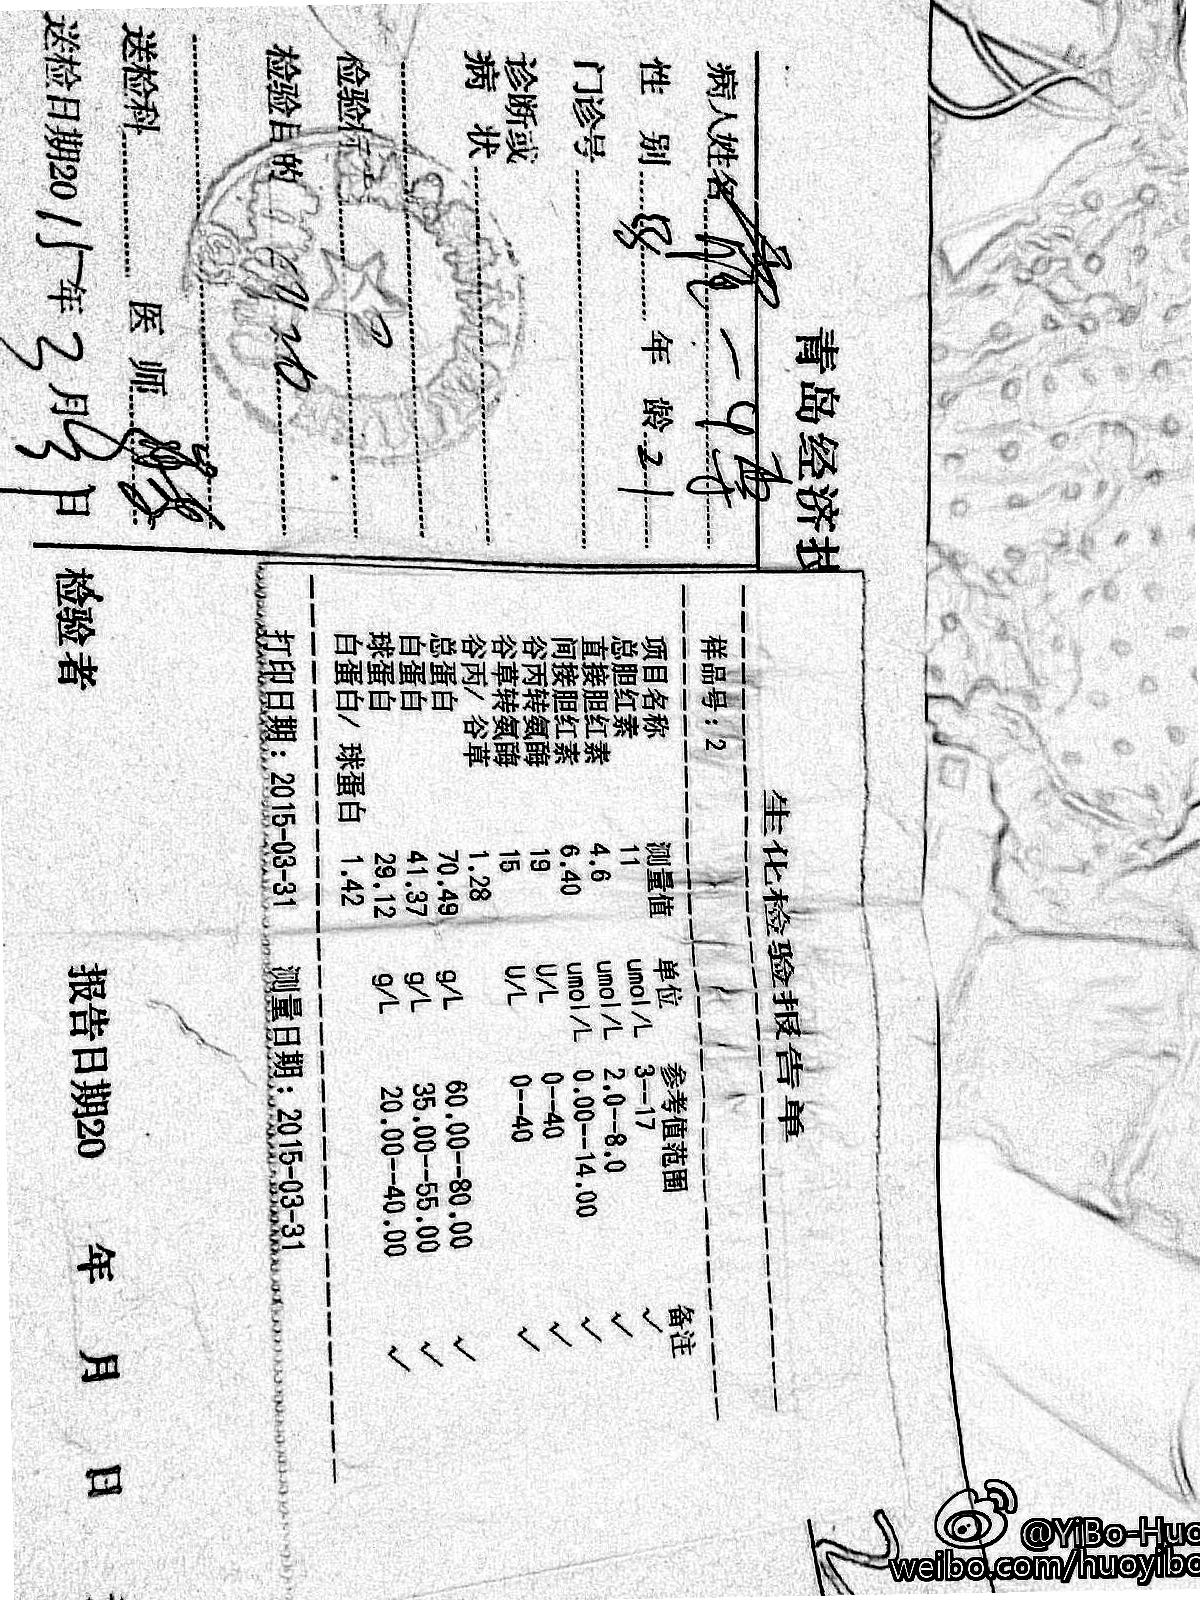 青岛经济技
病人姓名
性 别 男 年 龄 21
门诊号
诊断或
病 状
检验标
检验目的
送检科 医 师
送检日期2015年3月31日
生化检验报告单
样品号：2
项目名称 测量值 单位 参考值范围 备注
总胆红素 11 umol/L 3--17 ✓
直接胆红素 4.6 umol/L 2.0--8.0 ✓
间接胆红素 6.40 umol/L 0.00--14.00 ✓
谷丙转氨酶 19 U/L 0--40 ✓
谷草转氨酶 15 U/L 0--40 ✓
谷丙/ 谷草 1.28
总蛋白 70.49 g/L 60.00--80.00 ✓
白蛋白 41.37 g/L 35.00--55.00 ✓
球蛋白 29.12 g/L 20.00--40.00 ✓
白蛋白/ 球蛋白 1.42
打印日期：2015-03-31 测量日期：2015-03-31
检验者 报告日期20 年 月 日
@YiBo-Huo
weibo.com/huoyibo